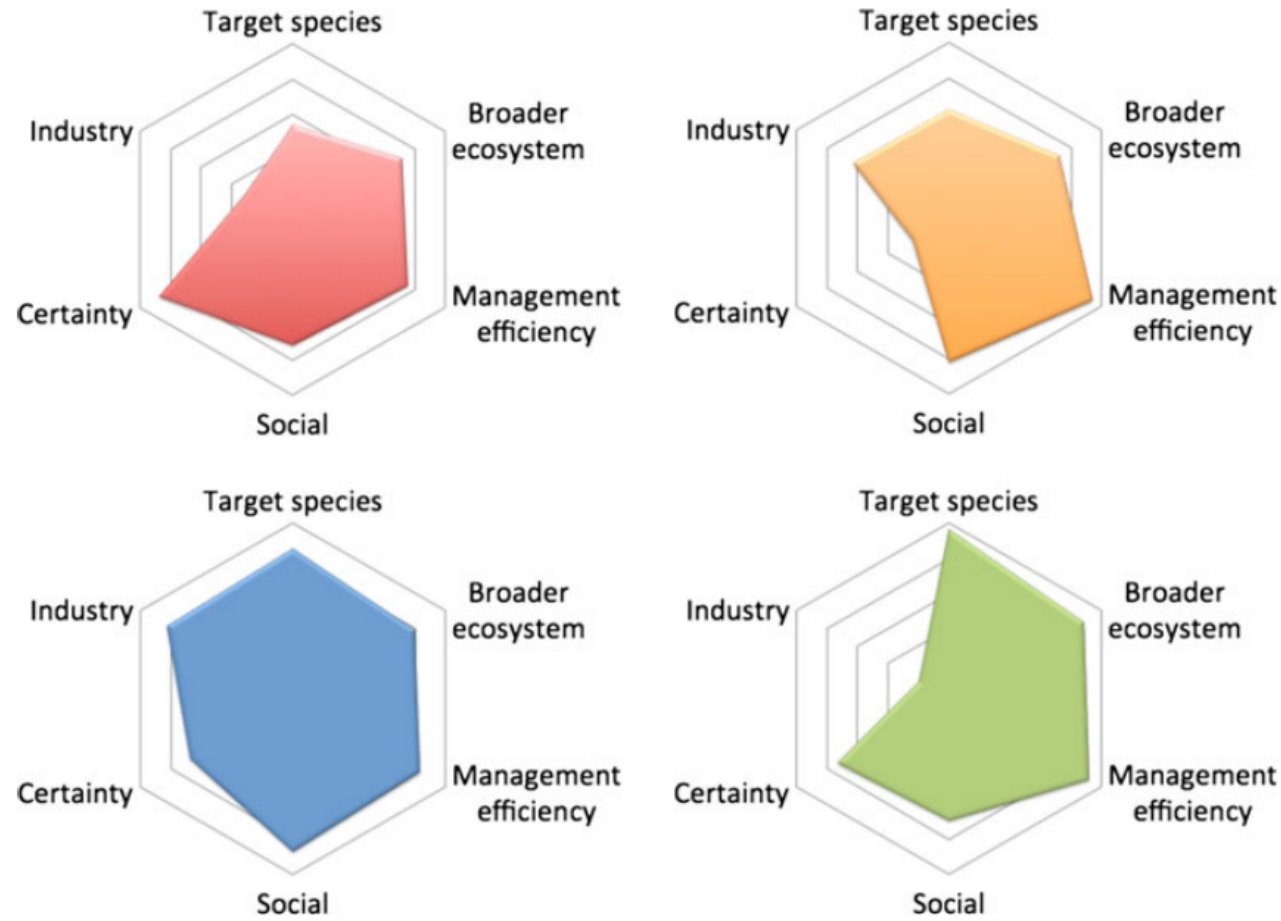 Target species
Broader
ecosystem
Management
efficiency
Social
Certainty
Industry
Target species
Broader
ecosystem
Management
efficiency
Social
Certainty
Industry
Target species
Broader
ecosystem
Management
efficiency
Social
Certainty
Industry
Target species
Broader
ecosystem
Management
efficiency
Social
Certainty
Industry